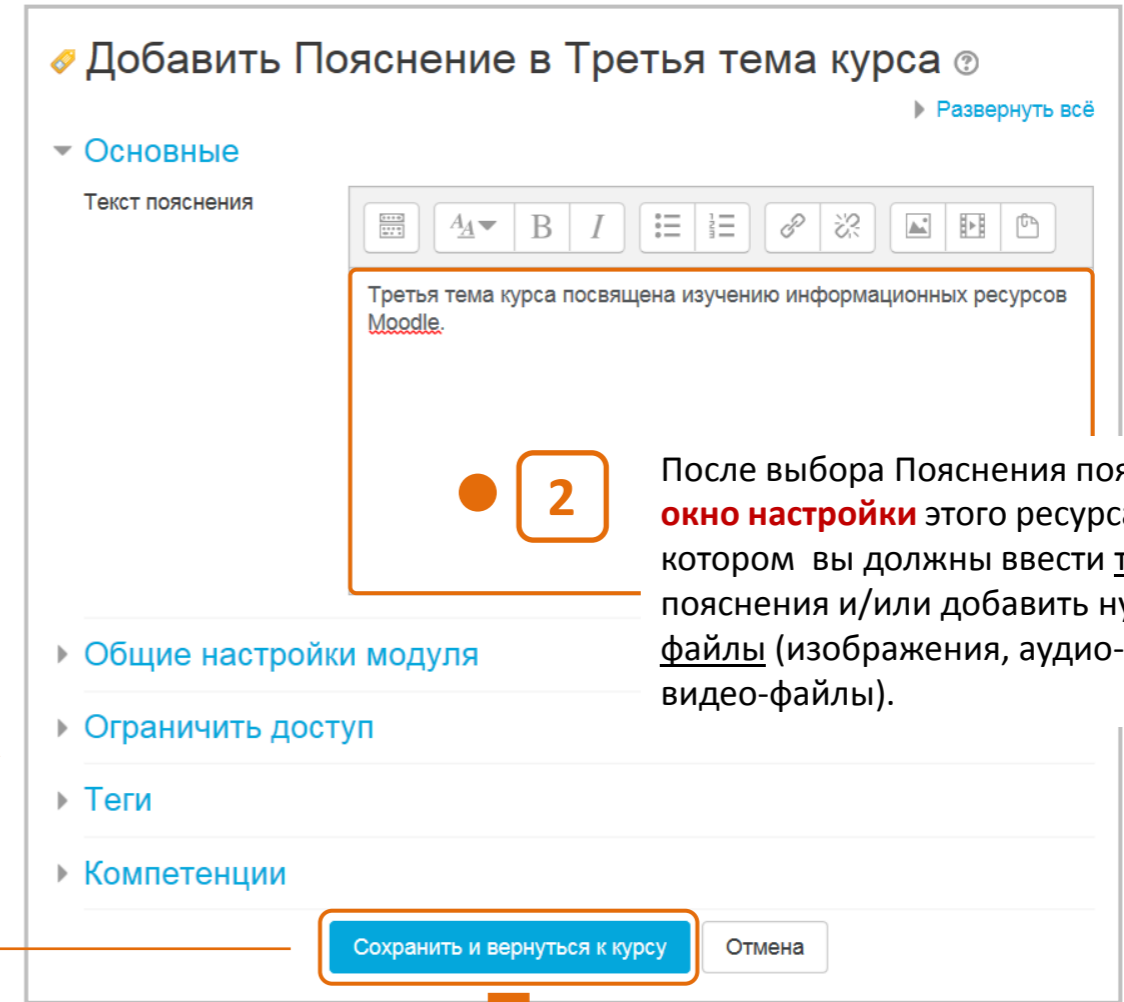 Добавить Пояснение в Третья тема курса
Развернуть всё
Основные
Текст пояснения
Третья тема курса посвящена изучению информационных ресурсов
Moodle.
2
После выбора Пояснения
окно настройки этого
котором вы должны ввести
пояснения и/или добавить
файлы (изображения, аудио-
видео-файлы).
Общие настройки модуля
Ограничить доступ
Теги
Компетенции
Сохранить и вернуться к курсу
Отмена